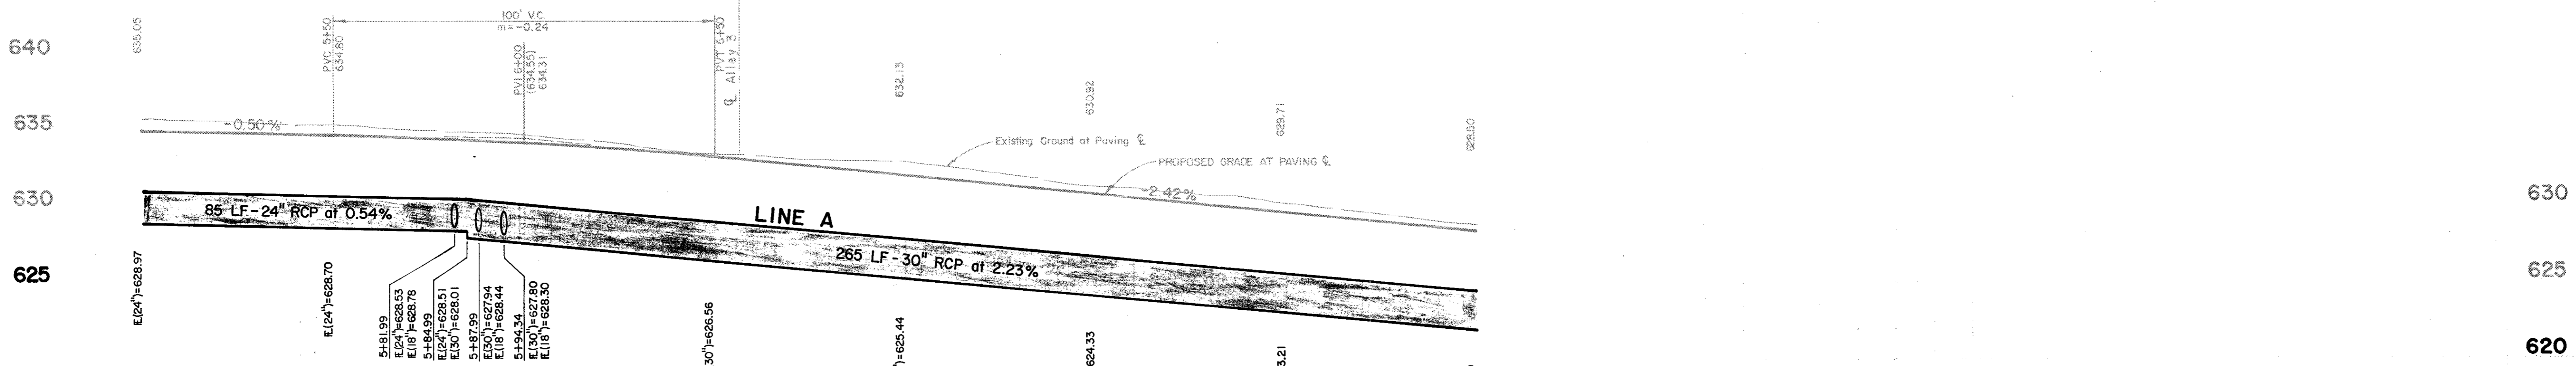 100' V.C.
m=-0.24
640
635.05
PVC 5+50
634.80
PVI 6+00
(634.55)
634.31
PVT 6+50
℄ Alley 3
632.13
630.92
629.71
628.50
635
-0.50%
Existing Ground at Paving ℄
PROPOSED GRADE AT PAVING ℄
-2.42%
630
630
85 LF-24" RCP at 0.54%
LINE A
265 LF-30" RCP at 2.23%
625
625
IE.(24")=628.97
IE.(24")=628.70
5+81.99
IE.(24")=628.53
IE.(18")=628.78
5+84.99
IE.(24")=628.51
IE.(30")=628.01
5+87.99
IE.(30")=627.94
IE.(18")=628.44
5+94.34
IE.(30")=627.80
IE.(18")=628.30
30")=626.56
")=625.44
624.33
3.21
620